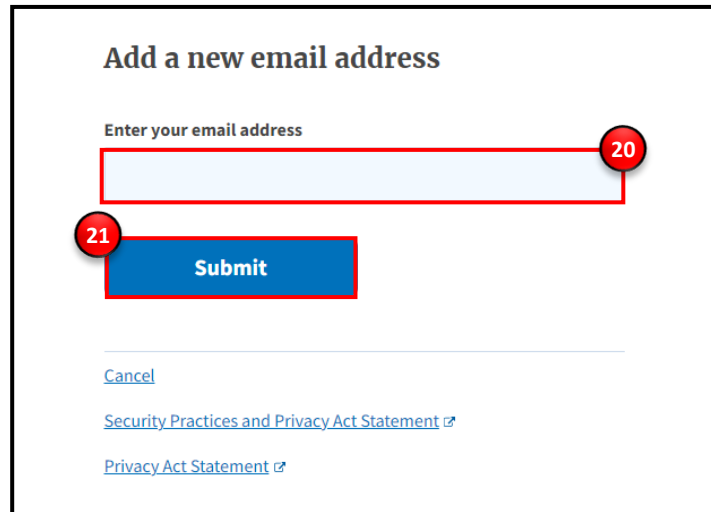 Add a new email address
Enter your email address
20
21
Submit
Cancel
Security Practices and Privacy Act Statement
Privacy Act Statement